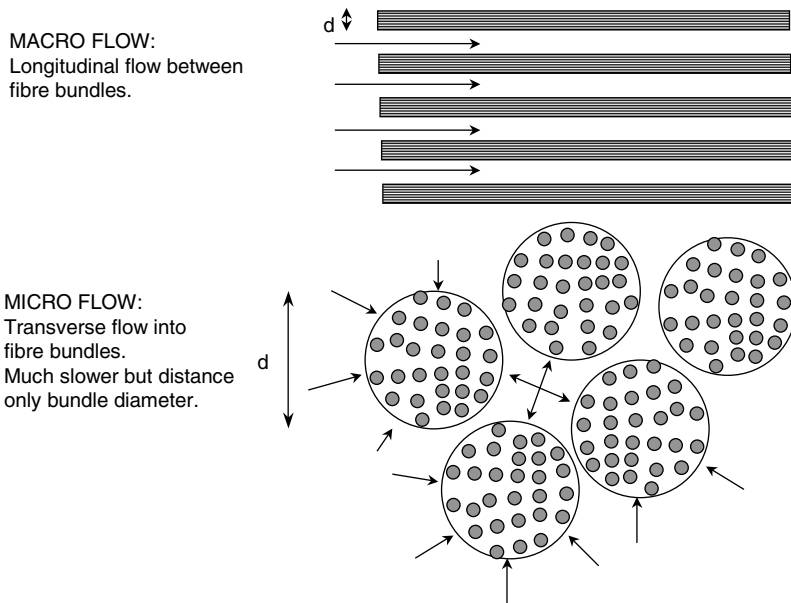 d
MACRO FLOW:
Longitudinal flow between
fibre bundles.
MICRO FLOW:
Transverse flow into
fibre bundles.
Much slower but distance
only bundle diameter.
d